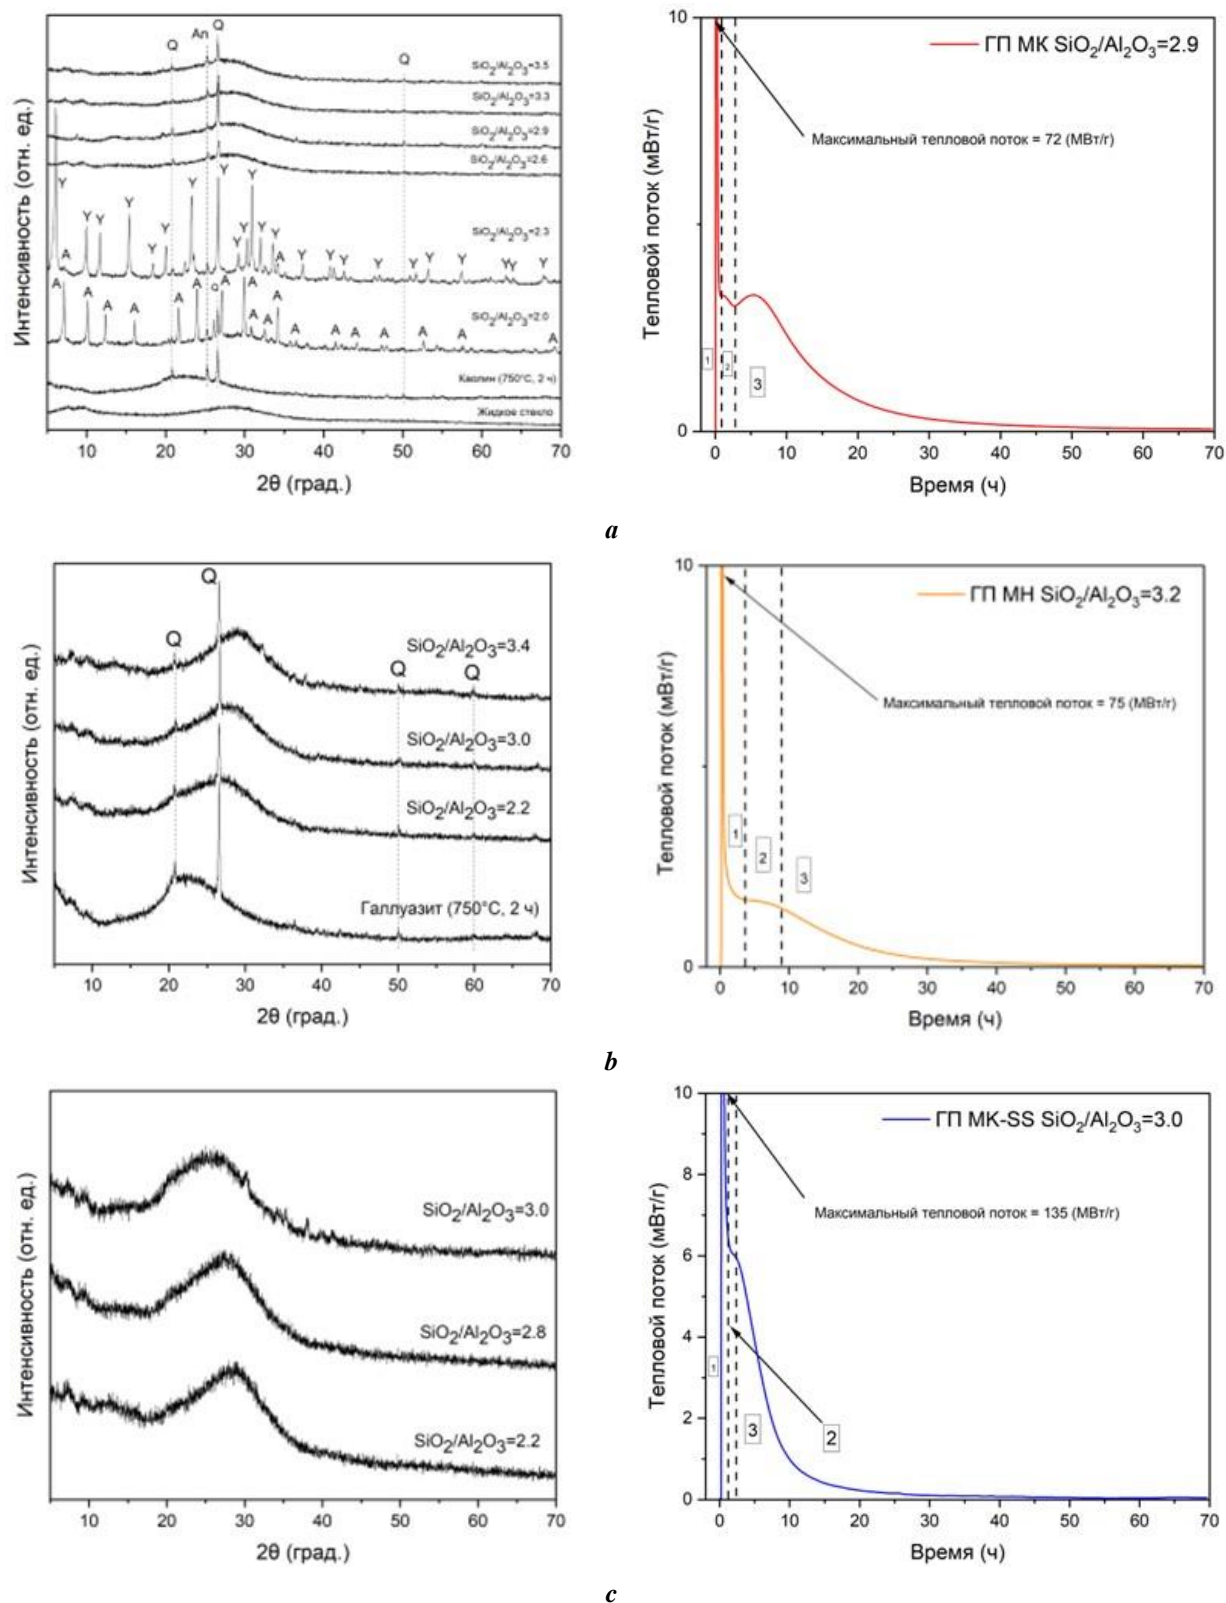 Q
An
Q
Q
SiO2/Al2O3=3.5
SiO2/Al2O3=3.3
SiO2/Al2O3=2.9
SiO2/Al2O3=2.6
Y Y Y Y Y Y Y Y Y Y Y Y Y Y Y Y Y Y Y Y Y Y
SiO2/Al2O3=2.3
A A
A A A A A A Q A A A A A A A A A A A A
SiO2/Al2O3=2.0
Каолин (750°C, 2 ч)
Жидкое стекло
Интенсивность (отн. ед.)
10 20 30 40 50 60 70
2θ (град.)
10
0
Тепловой поток (мВт/г)
ГП МК SiO2/Al2O3=2.9
Максимальный тепловой поток = 72 (МВт/г)
1
2
3
0 10 20 30 40 50 60 70
Время (ч)
a
Q
Q
Q
Q
SiO2/Al2O3=3.4
SiO2/Al2O3=3.0
SiO2/Al2O3=2.2
Галлуазит (750°C, 2 ч)
Интенсивность (отн. ед.)
10 20 30 40 50 60 70
2θ (град.)
10
0
Тепловой поток (мВт/г)
ГП МН SiO2/Al2O3=3.2
Максимальный тепловой поток = 75 (МВт/г)
1
2
3
0 10 20 30 40 50 60 70
Время (ч)
b
SiO2/Al2O3=3.0
SiO2/Al2O3=2.8
SiO2/Al2O3=2.2
Интенсивность (отн. ед.)
10 20 30 40 50 60 70
2θ (град.)
10
8
6
4
2
0
Тепловой поток (мВт/г)
ГП МК-SS SiO2/Al2O3=3.0
Максимальный тепловой поток = 135 (МВт/г)
1
3
2
0 10 20 30 40 50 60 70
Время (ч)
c